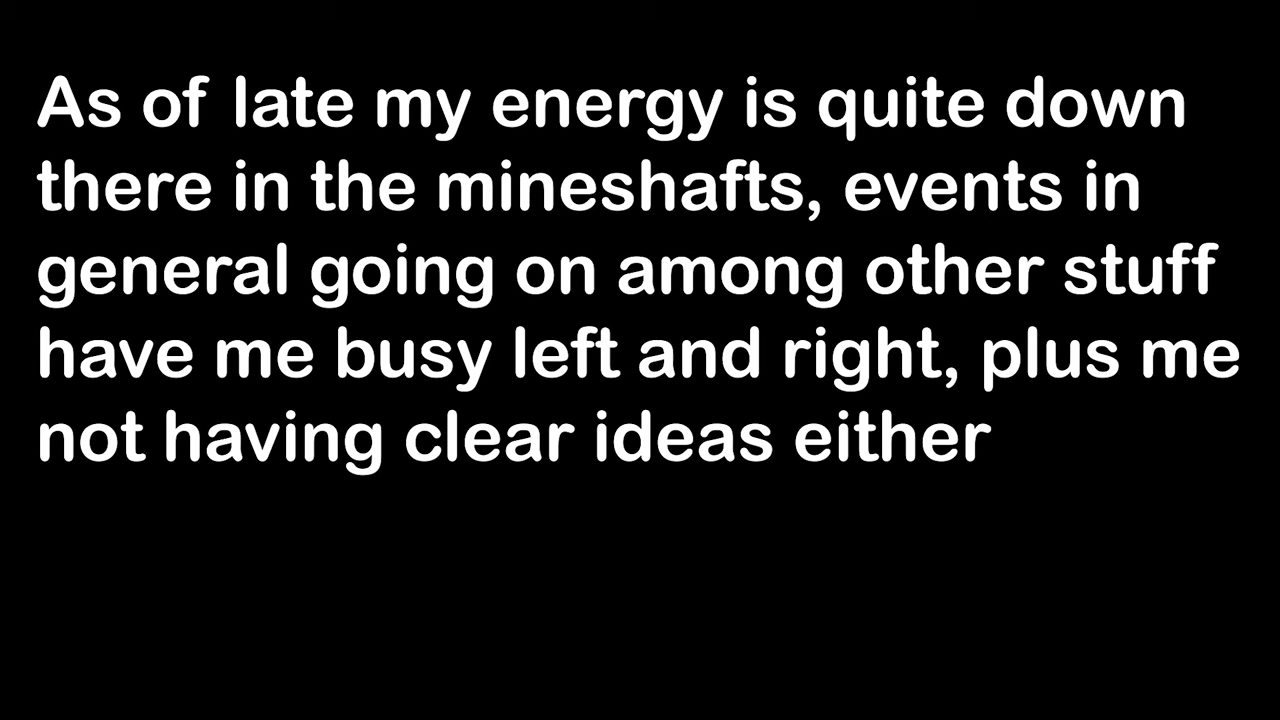 As of late my energy is quite down
there in the mineshafts, events in
general going on among other stuff
have me busy left and right, plus me
not having clear ideas either